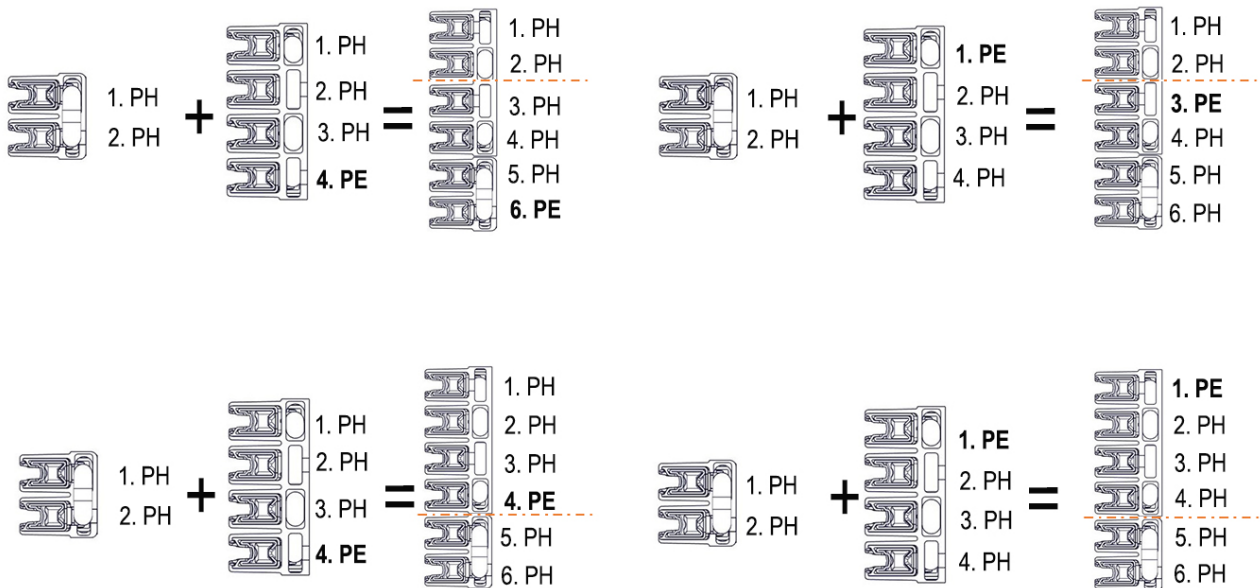 1. PH
2. PH
+
1. PH
2. PH
3. PH
4. PE
=
1. PH
2. PH
3. PH
4. PH
5. PH
6. PE
1. PH
2. PH
+
1. PE
2. PH
3. PH
4. PH
=
1. PH
2. PH
3. PE
4. PH
5. PH
6. PH
1. PH
2. PH
+
1. PH
2. PH
3. PH
4. PE
=
1. PH
2. PH
3. PH
4. PE
5. PH
6. PH
1. PH
2. PH
+
1. PE
2. PH
3. PH
4. PH
=
1. PE
2. PH
3. PH
4. PH
5. PH
6. PH